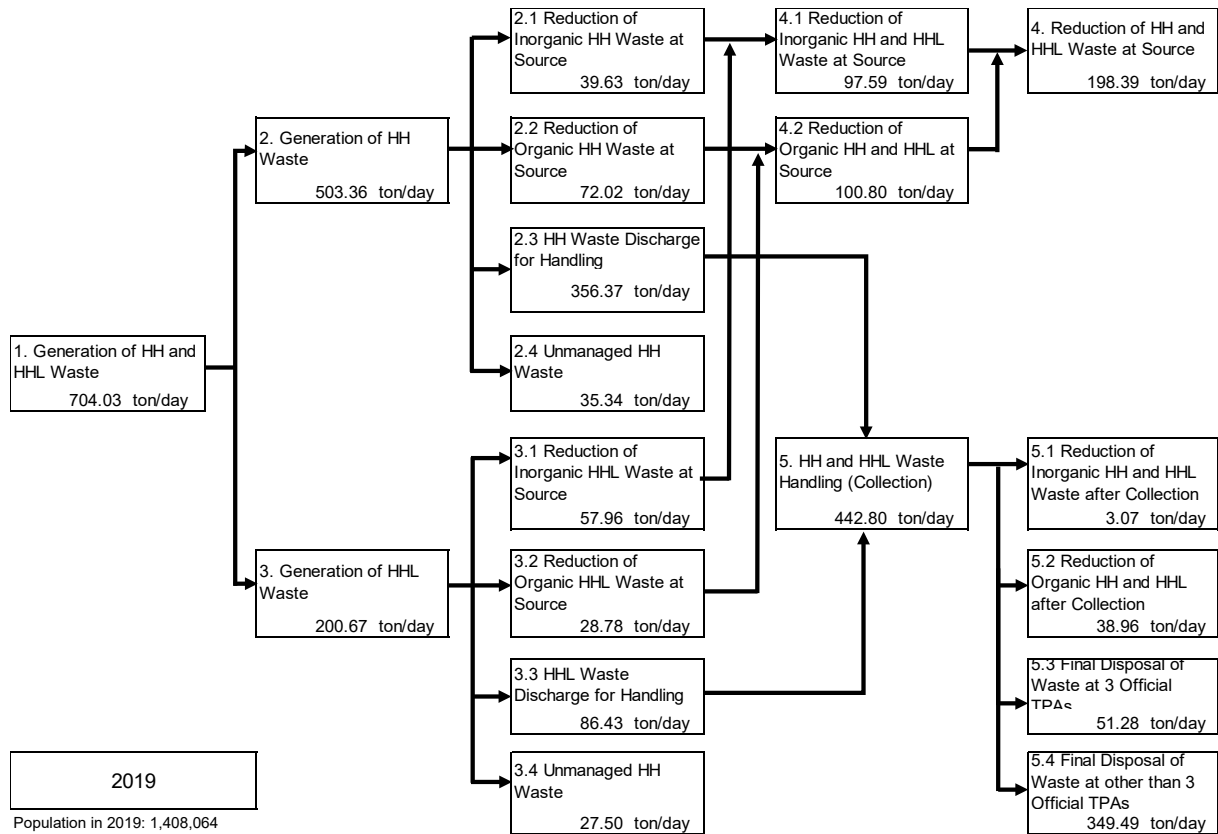 1. Generation of HH and
HHL Waste
704.03 ton/day
2. Generation of HH
Waste
503.36 ton/day
3. Generation of HHL
Waste
200.67 ton/day
2.1 Reduction of
Inorganic HH Waste at
Source
39.63 ton/day
2.2 Reduction of
Organic HH Waste at
Source
72.02 ton/day
2.3 HH Waste Discharge
for Handling
356.37 ton/day
2.4 Unmanaged HH
Waste
35.34 ton/day
3.1 Reduction of
Inorganic HHL Waste at
Source
57.96 ton/day
3.2 Reduction of
Organic HHL Waste at
Source
28.78 ton/day
3.3 HHL Waste
Discharge for Handling
86.43 ton/day
3.4 Unmanaged HH
Waste
27.50 ton/day
4.1 Reduction of
Inorganic HH and HHL
Waste at Source
97.59 ton/day
4.2 Reduction of
Organic HH and HHL at
Source
100.80 ton/day
4. Reduction of HH and
HHL Waste at Source
198.39 ton/day
5. HH and HHL Waste
Handling (Collection)
442.80 ton/day
5.1 Reduction of
Inorganic HH and HHL
Waste after Collection
3.07 ton/day
5.2 Reduction of
Organic HH and HHL
after Collection
38.96 ton/day
5.3 Final Disposal of
Waste at 3 Official
TPAs
51.28 ton/day
5.4 Final Disposal of
Waste at other than 3
Official TPAs
349.49 ton/day
2019
Population in 2019: 1,408,064